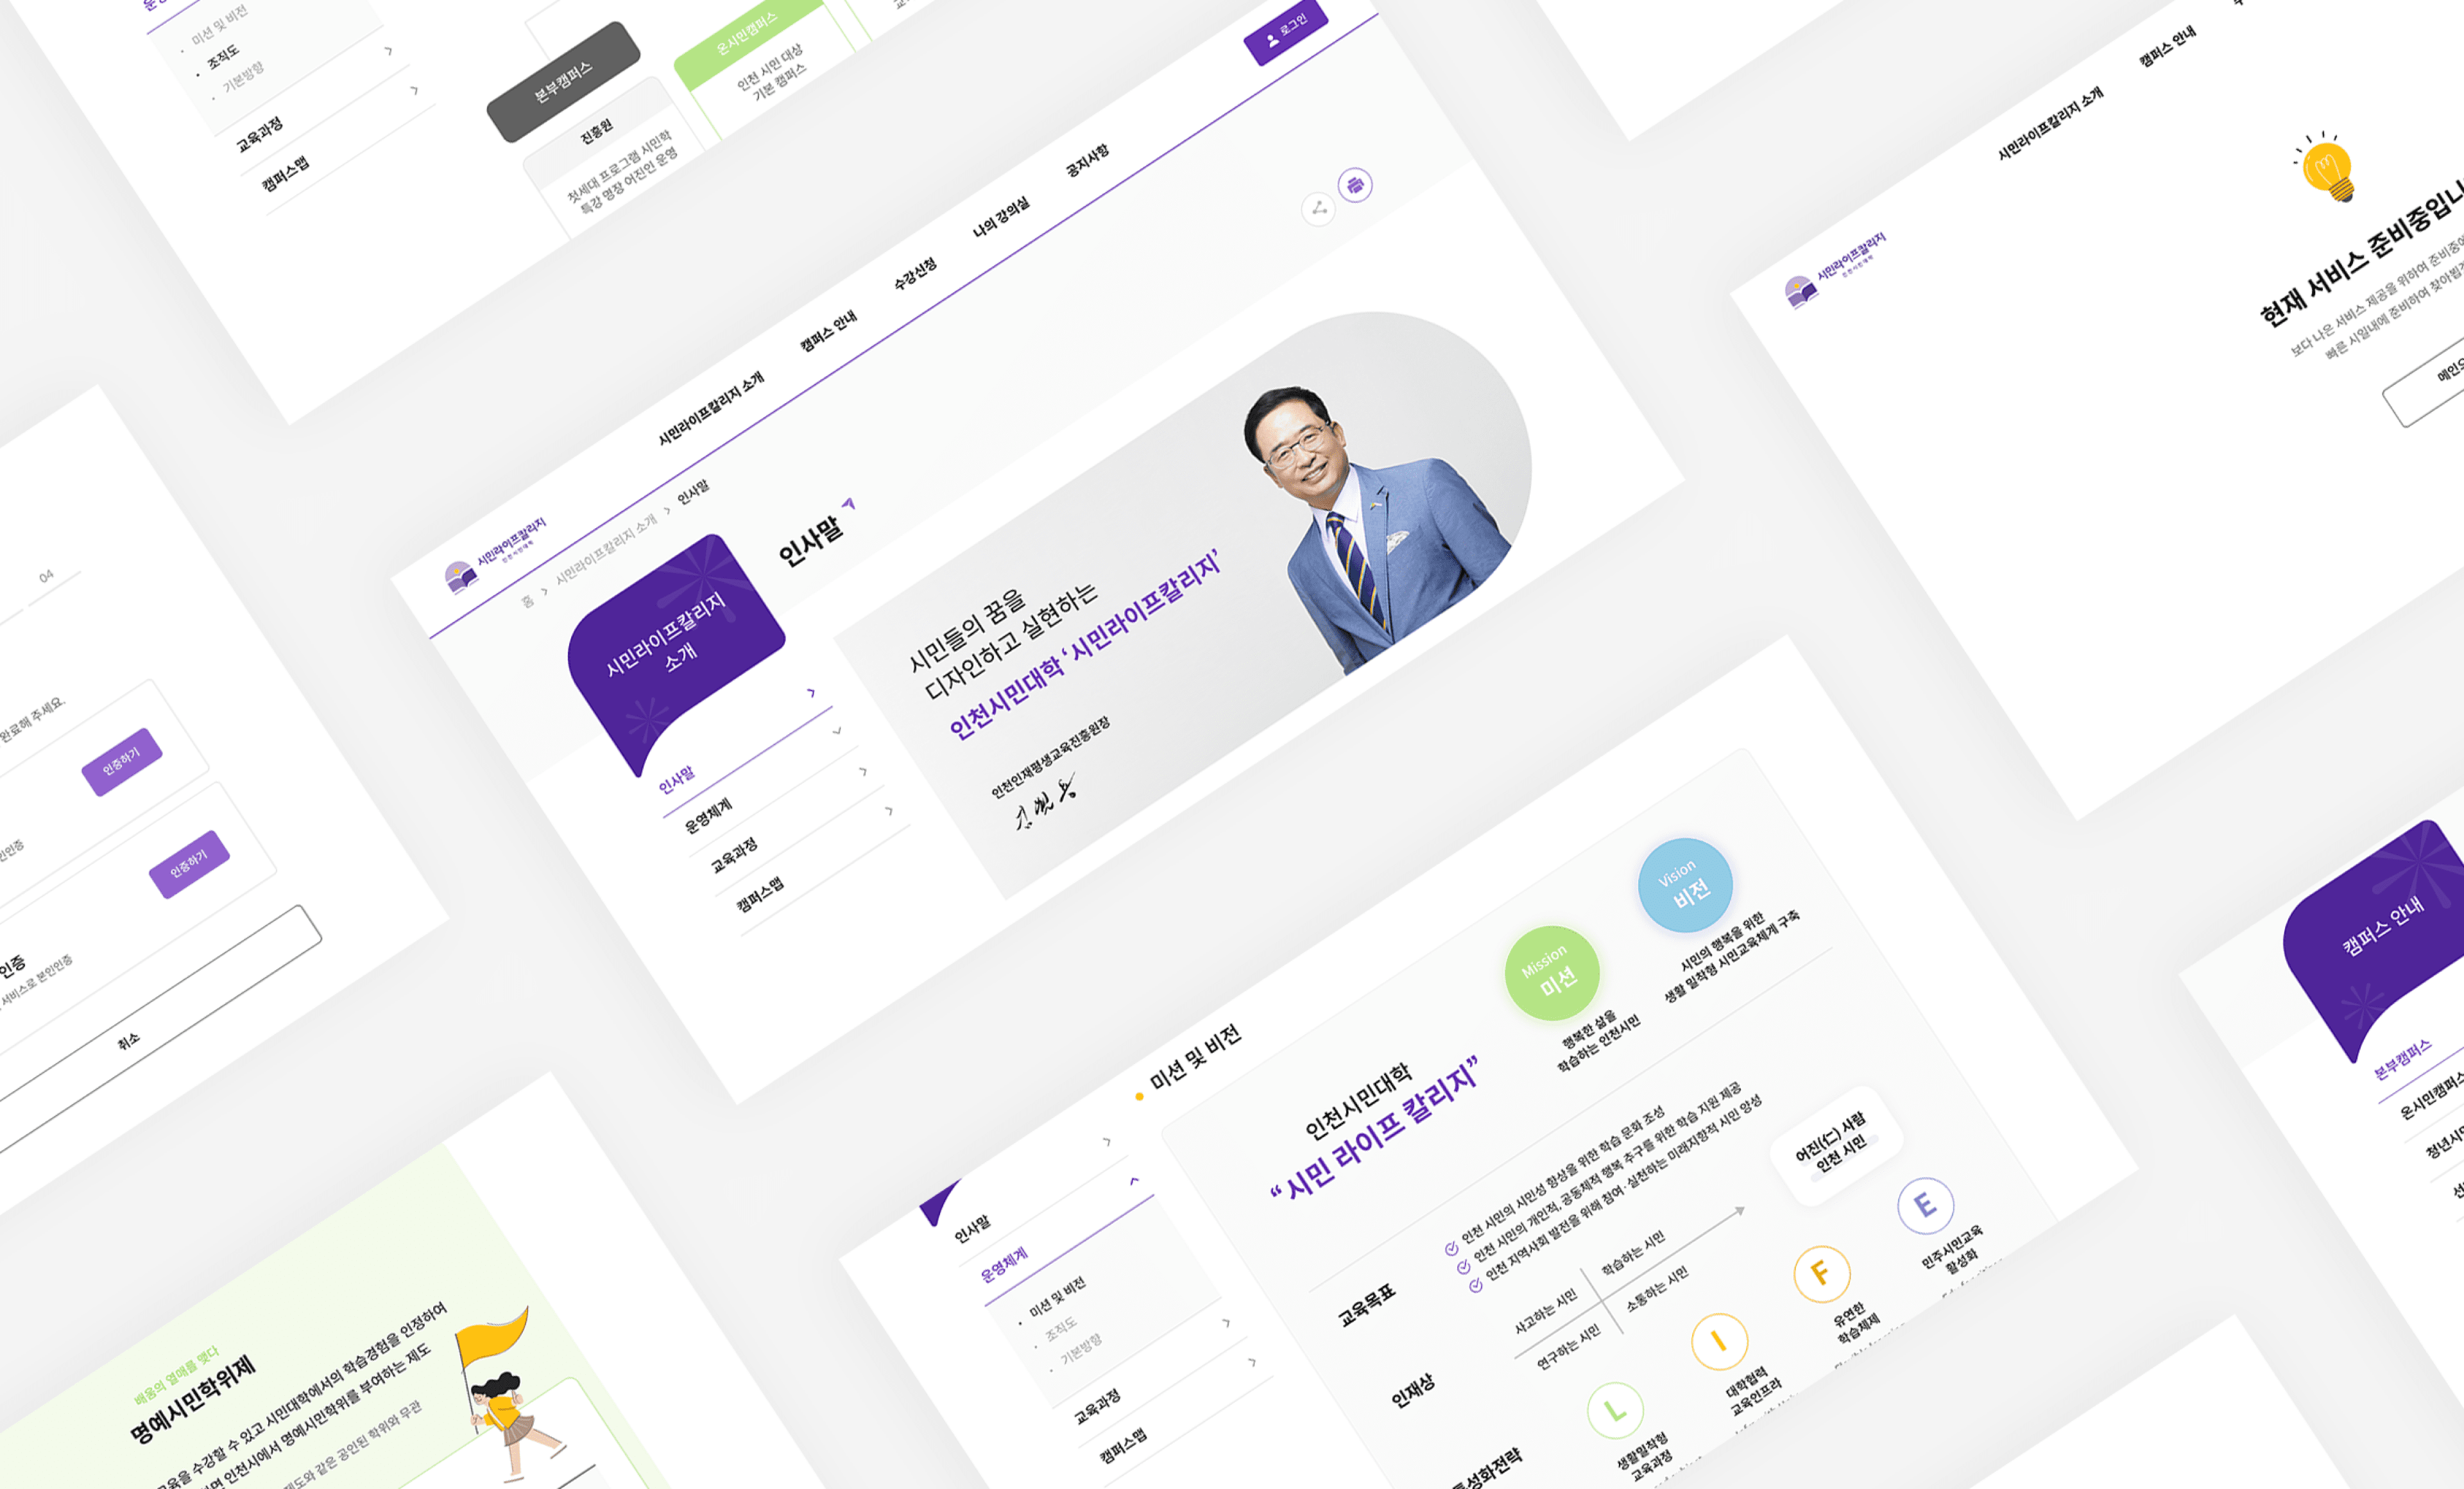 미션 및 비전
조직도
기본방향
교육과정
캠퍼스맵
본부캠퍼스
진흥원
첫세대 프로그램 시민학
특강 명장 어진인 운영
온시민캠퍼스
인천 시민 대상
기본 캠퍼스
로그인
시민라이프칼리지
인천시민대학
시민라이프칼리지 소개
캠퍼스 안내
수강신청
나의 강의실
공지사항
홈 > 시민라이프칼리지 소개 > 인사말
시민라이프칼리지
소개
인사말
운영체계
교육과정
캠퍼스맵
인사말
시민들의 꿈을
디자인하고 실현하는
인천시민대학 ‘시민라이프칼리지’
인천인재평생교육진흥원장
시민라이프칼리지
인천시민대학
시민라이프칼리지 소개
캠퍼스 안내
현재 서비스 준비중입니
보다 나은 서비스 제공을 위하여 준비중에
빠른 시일내에 준비하여 찾아뵙겠
메인으
04
완료해 주세요.
인증하기
인증하기
인증
서비스로 본인인증
취소
배움의 열매를 맺다
명예시민학위제
교육을 수강할 수 있고 시민대학에서의 학습경험을 인정하여
면 인천시에서 명예시민학위를 부여하는 제도
제도와 같은 공인된 학위와 무관
인사말
운영체계
미션 및 비전
조직도
기본방향
교육과정
캠퍼스맵
미션 및 비전
인천시민대학
“시민 라이프 칼리지”
Mission
미션
행복한 삶을
학습하는 인천시민
Vision
비전
시민의 행복을 위한
생활 밀착형 시민교육체계 구축
교육목표
인천 시민의 시민성 향상을 위한 학습 문화 조성
인천 시민의 개인적, 공동체적 행복 추구를 위한 학습 지원 제공
인천 지역사회 발전을 위해 참여·실천하는 미래지향적 시민 양성
인재상
사고하는 시민
학습하는 시민
연구하는 시민
소통하는 시민
어진(仁) 사람
인천 시민
특성화전략
L
생활밀착형
교육과정
I
대학협력
교육인프라
F
유연한
학습체제
E
민주시민교육
활성화
캠퍼스 안내
본부캠퍼스
온시민캠퍼스
청년시민